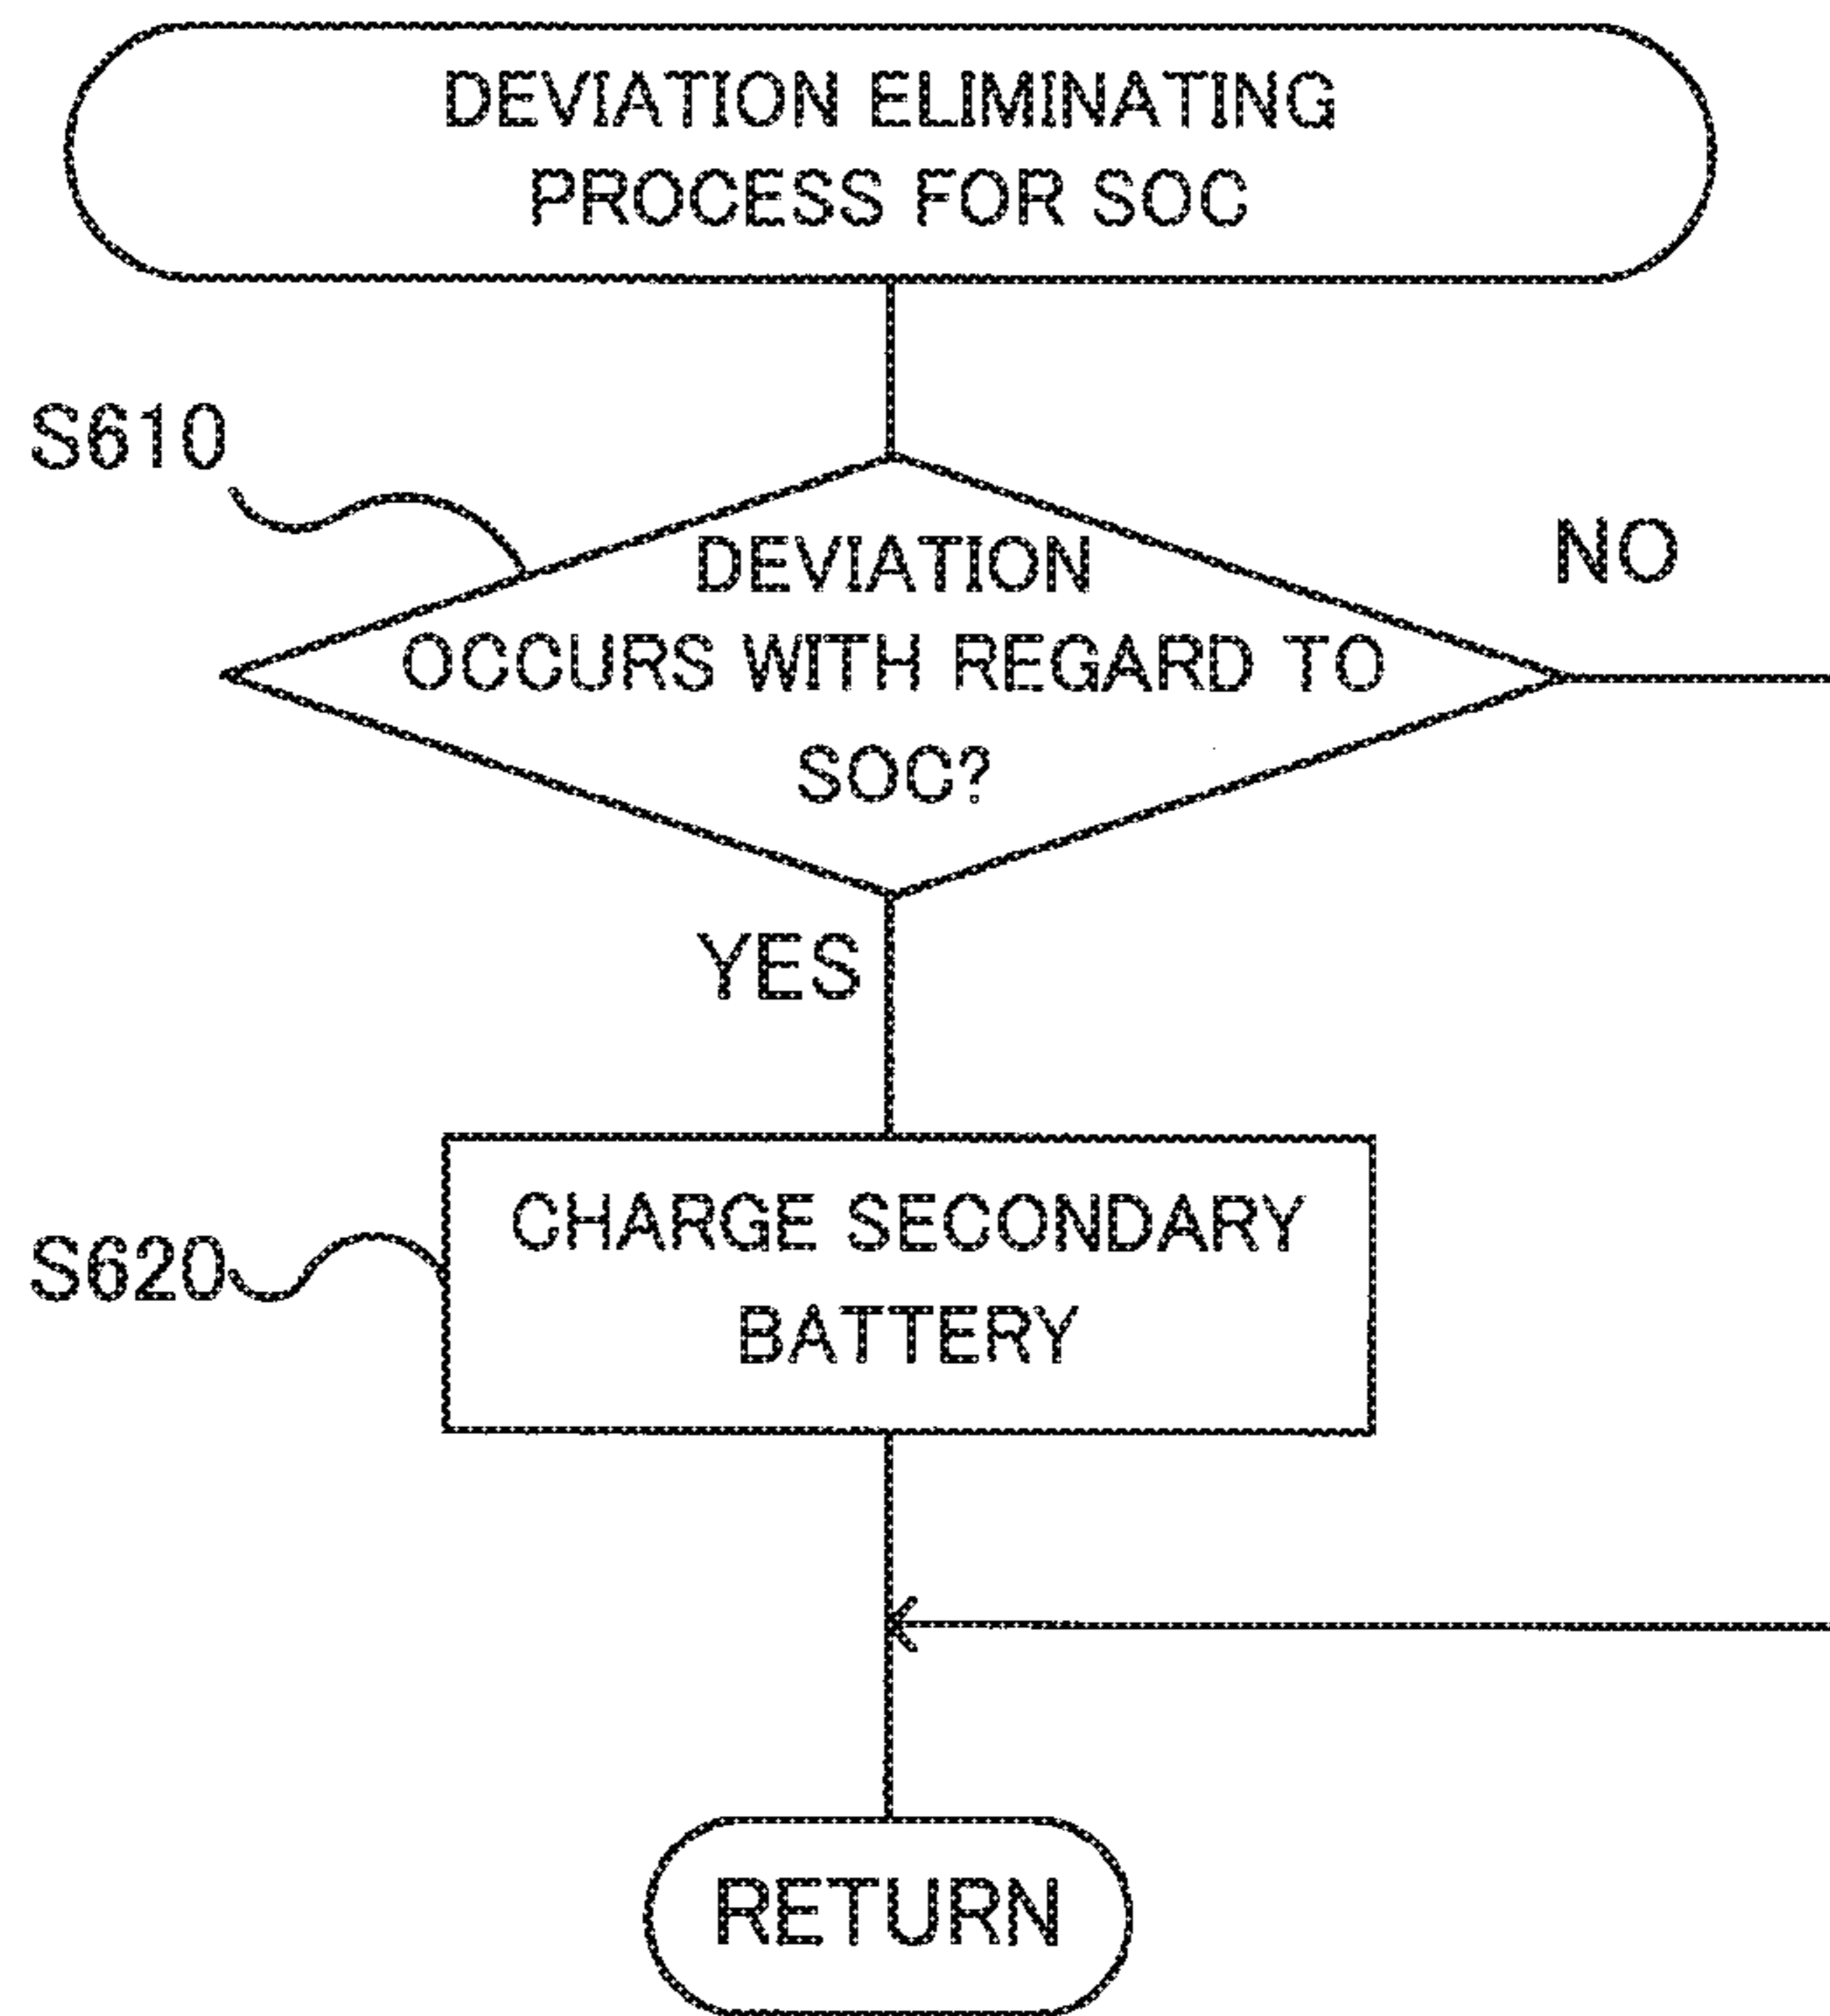 DEVIATION ELIMINATING
PROCESS FOR SOC
S610
DEVIATION
OCCURS WITH REGARD TO
SOC?
NO
YES
S620
CHARGE SECONDARY
BATTERY
RETURN